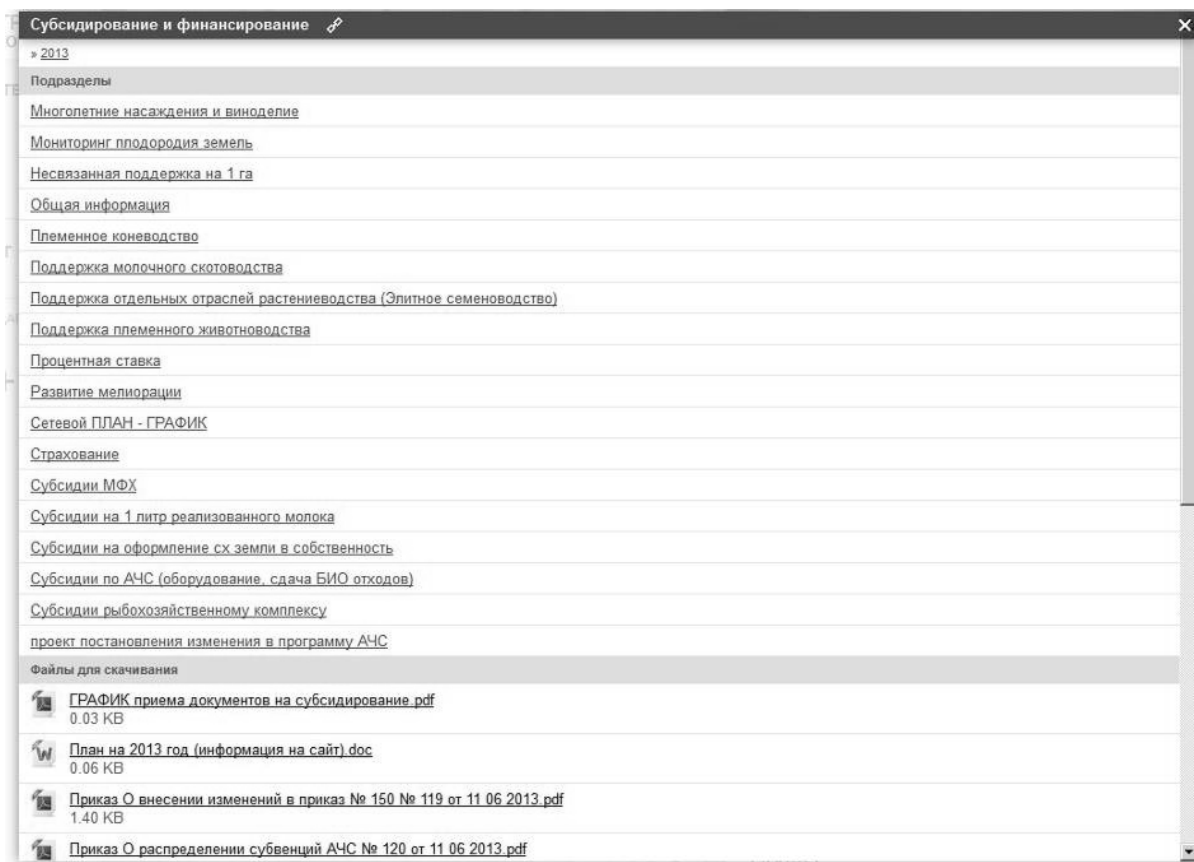 Субсидирование и финансирование
» 2013
Подразделы
Многолетние насаждения и виноделие
Мониторинг плодородия земель
Несвязанная поддержка на 1 га
Общая информация
Племенное коневодство
Поддержка молочного скотоводства
Поддержка отдельных отраслей растениеводства (Элитное семеноводство)
Поддержка племенного животноводства
Процентная ставка
Развитие мелиорации
Сетевой ПЛАН - ГРАФИК
Страхование
Субсидии МФХ
Субсидии на 1 литр реализованного молока
Субсидии на оформление сх земли в собственность
Субсидии по АЧС (оборудование, сдача БИО отходов)
Субсидии рыбохозяйственному комплексу
проект постановления изменения в программу АЧС
Файлы для скачивания
ГРАФИК приема документов на субсидирование.pdf
0.03 KB
План на 2013 год (информация на сайт).doc
0.06 KB
Приказ О внесении изменений в приказ № 150 № 119 от 11 06 2013.pdf
1.40 KB
Приказ О распределении субвенций АЧС № 120 от 11 06 2013.pdf